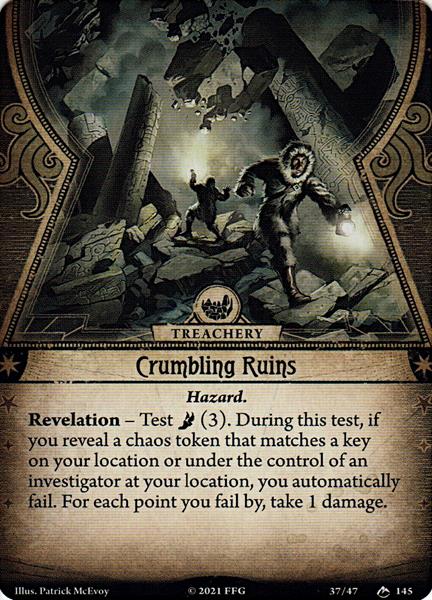 TREACHERY
Crumbling Ruins
Hazard.
Revelation – Test (3). During this test, if
you reveal a chaos token that matches a key
on your location or under the control of an
investigator at your location, you automatically
fail. For each point you fail by, take 1 damage.
Illus. Patrick McEvoy © 2021 FFG 37/47 145